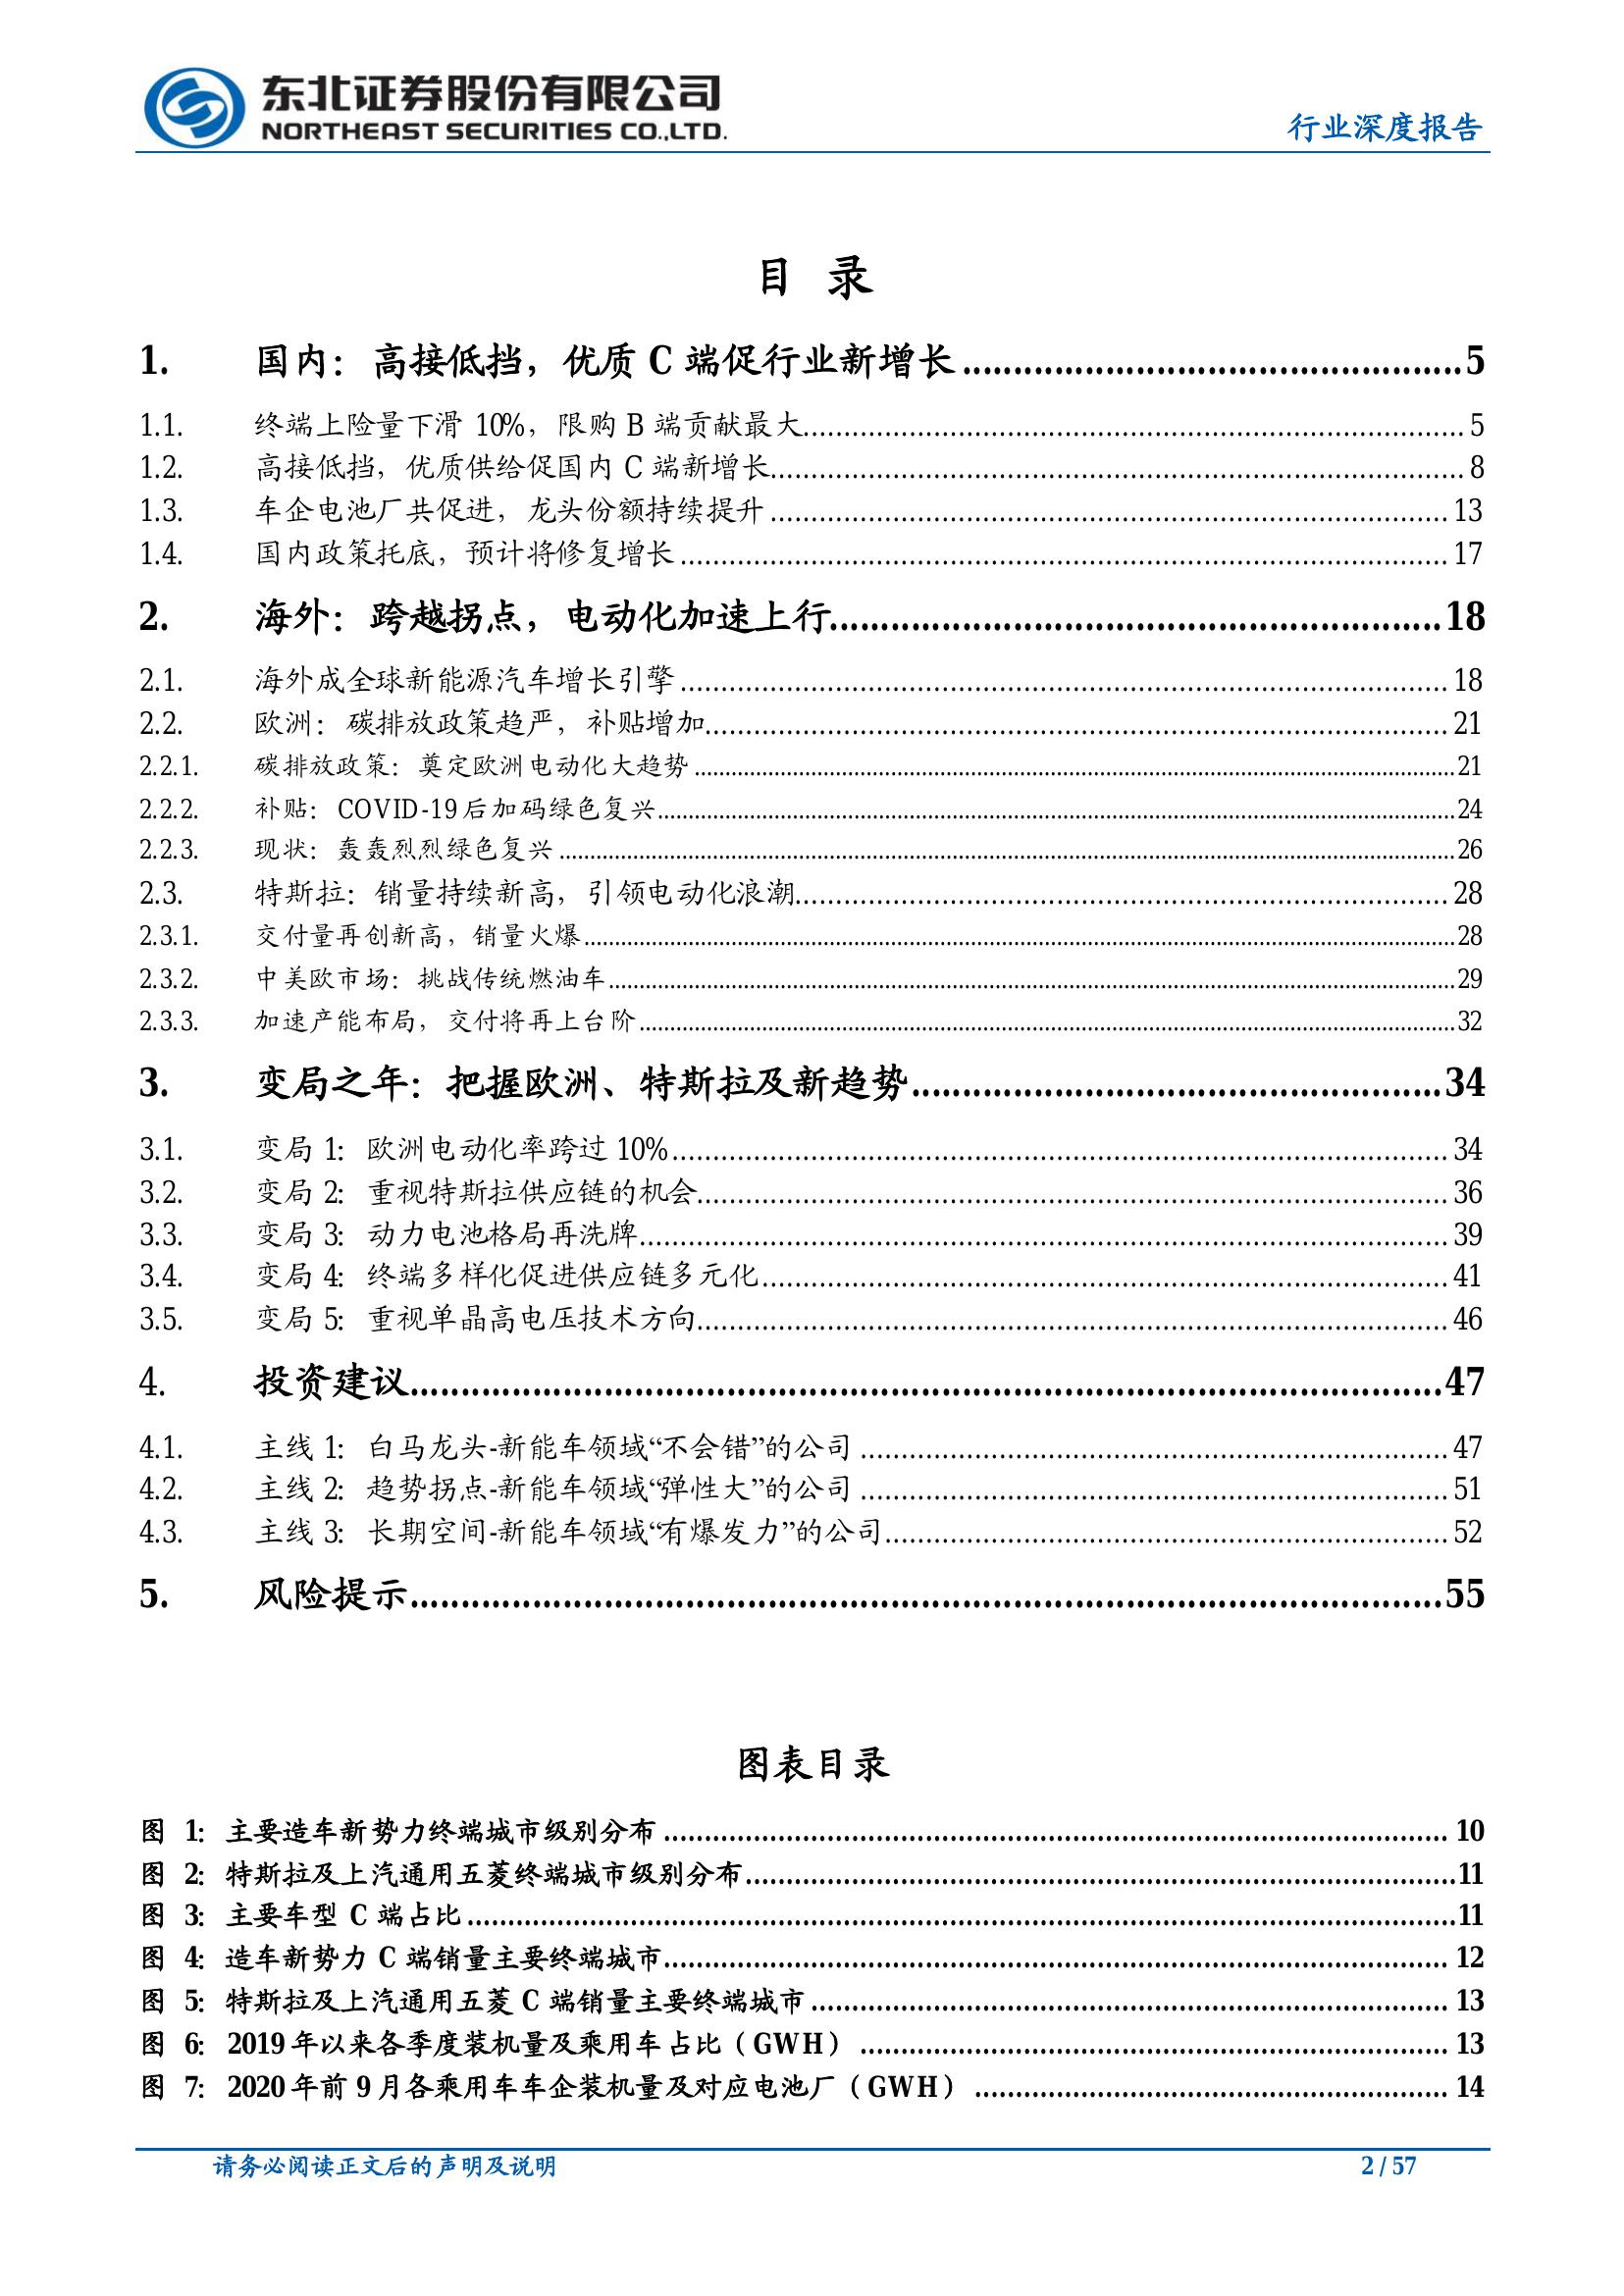 东北证券股份有限公司
NORTHEAST SECURITIES CO.,LTD.
行业深度报告
目 录
1. 国内：高接低挡，优质 C 端促行业新增长 5
1.1. 终端上险量下滑 10%，限购 B 端贡献最大 5
1.2. 高接低挡，优质供给促国内 C 端新增长 8
1.3. 车企电池厂共促进，龙头份额持续提升 13
1.4. 国内政策托底，预计将修复增长 17
2. 海外：跨越拐点，电动化加速上行 18
2.1. 海外成全球新能源汽车增长引擎 18
2.2. 欧洲：碳排放政策趋严，补贴增加 21
2.2.1. 碳排放政策：奠定欧洲电动化大趋势 21
2.2.2. 补贴：COVID-19 后加码绿色复兴 24
2.2.3. 现状：轰轰烈烈绿色复兴 26
2.3. 特斯拉：销量持续新高，引领电动化浪潮 28
2.3.1. 交付量再创新高，销量火爆 28
2.3.2. 中美欧市场：挑战传统燃油车 29
2.3.3. 加速产能布局，交付将再上台阶 32
3. 变局之年：把握欧洲、特斯拉及新趋势 34
3.1. 变局 1：欧洲电动化率跨过 10% 34
3.2. 变局 2：重视特斯拉供应链的机会 36
3.3. 变局 3：动力电池格局再洗牌 39
3.4. 变局 4：终端多样化促进供应链多元化 41
3.5. 变局 5：重视单晶高电压技术方向 46
4. 投资建议 47
4.1. 主线 1：白马龙头-新能车领域“不会错”的公司 47
4.2. 主线 2：趋势拐点-新能车领域“弹性大”的公司 51
4.3. 主线 3：长期空间-新能车领域“有爆发力”的公司 52
5. 风险提示 55
图表目录
图 1：主要造车新势力终端城市级别分布 10
图 2：特斯拉及上汽通用五菱终端城市级别分布 11
图 3：主要车型 C 端占比 11
图 4：造车新势力 C 端销量主要终端城市 12
图 5：特斯拉及上汽通用五菱 C 端销量主要终端城市 13
图 6：2019 年以来各季度装机量及乘用车占比（GWH） 13
图 7：2020 年前 9 月各乘用车车企装机量及对应电池厂（GWH） 14
请务必阅读正文后的声明及说明
2 / 57